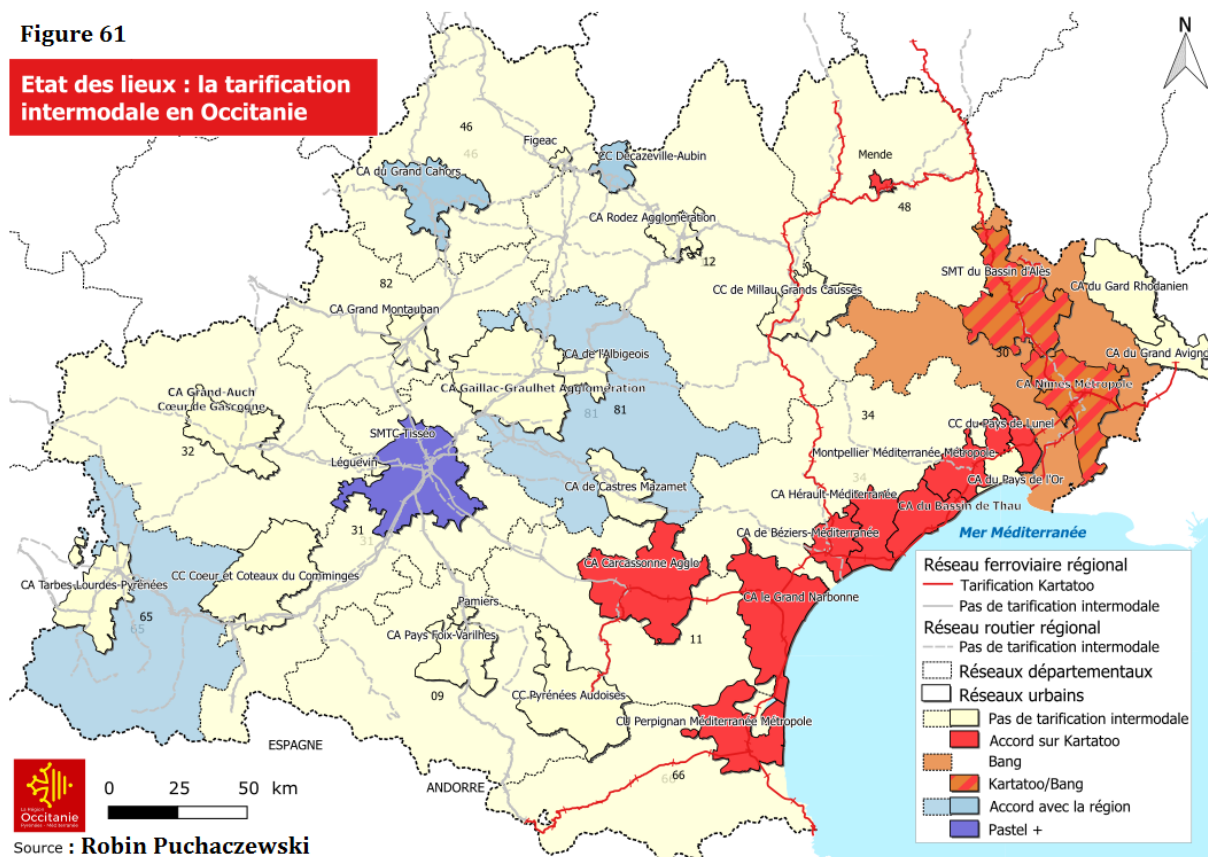 Figure 61
Etat des lieux : la tarification
intermodale en Occitanie
N
46
46
Figeac
CC Decazeville-Aubin
CA du Grand Cahors
Mende
48
CA Rodez Agglomération
12
SMT du Bassin d'Alès
CA du Gard Rhodanien
82
CC de Millau Grands Causses
CA Grand Montauban
30
CA du Grand Avignon
CA de l'Albigeois
CA Nîmes Métropole
CA Grand-Auch
Cœur de Gascogne
CA Gaillac-Graulhet Agglomération
81
81
34
34
CC du Pays de Lunel
SMTC-Tisséo
32
Léguevin
Montpellier Méditerranée Métropole
CA du Pays de l'Or
CA de Castres Mazamet
CA Hérault-Méditerranée
CA du Bassin de Thau
31
CA de Béziers-Méditerranée
Mer Méditerranée
CA Carcassonne Agglo
CC Coeur et Coteaux du Comminges
CA Tarbes-Lourdes-Pyrénées
CA le Grand Narbonne
Pamiers
65
65
CA Pays Foix-Varilhes
11
09
CC Pyrénées Audoises
CU Perpignan Méditerranée Métropole
ESPAGNE
ANDORRE
66
66
Réseau ferroviaire régional
Tarification Kartatoo
Pas de tarification intermodale
Réseau routier régional
Pas de tarification intermodale
Réseaux départementaux
Réseaux urbains
Pas de tarification intermodale
Accord sur Kartatoo
Bang
Kartatoo/Bang
Accord avec la région
Pastel +
La Région
Occitanie
Pyrénées - Méditerranée
0 25 50 km
Source : Robin Puchaczewski